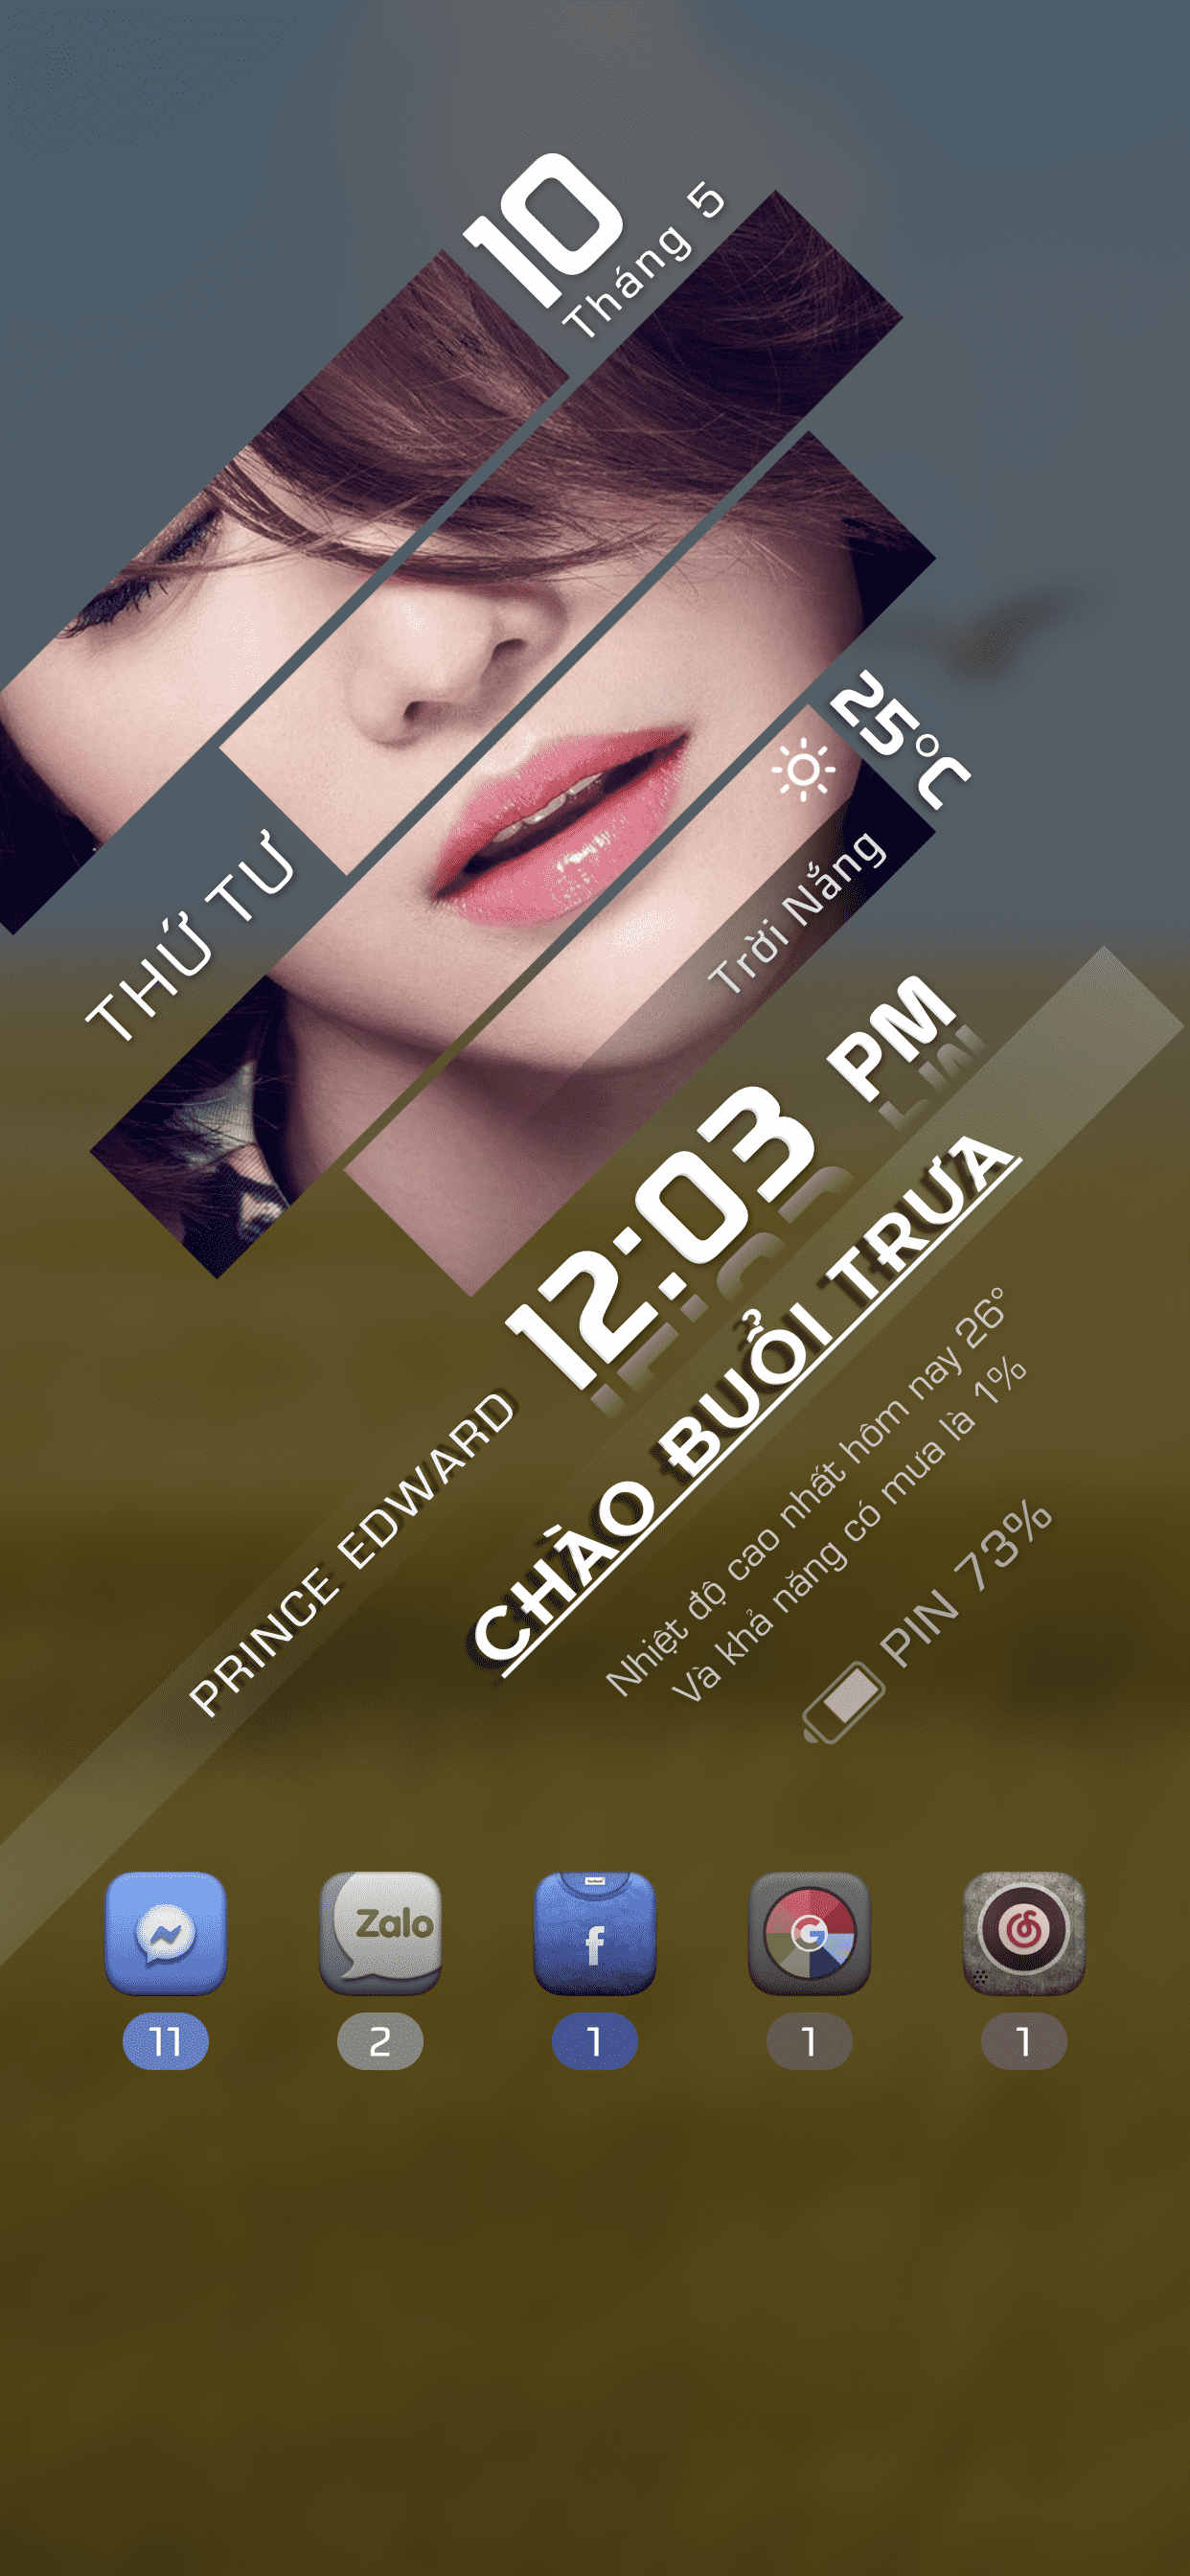 10
Tháng 5
THỨ TƯ
25°C
Trời Nắng
12:03 PM
PRINCE EDWARD
CHÀO BUỔI TRƯA
Nhiệt độ cao nhất hôm nay 26°
Và khả năng có mưa là 1%
PIN 73%
Zalo
facebook
f
G
11
2
1
1
1